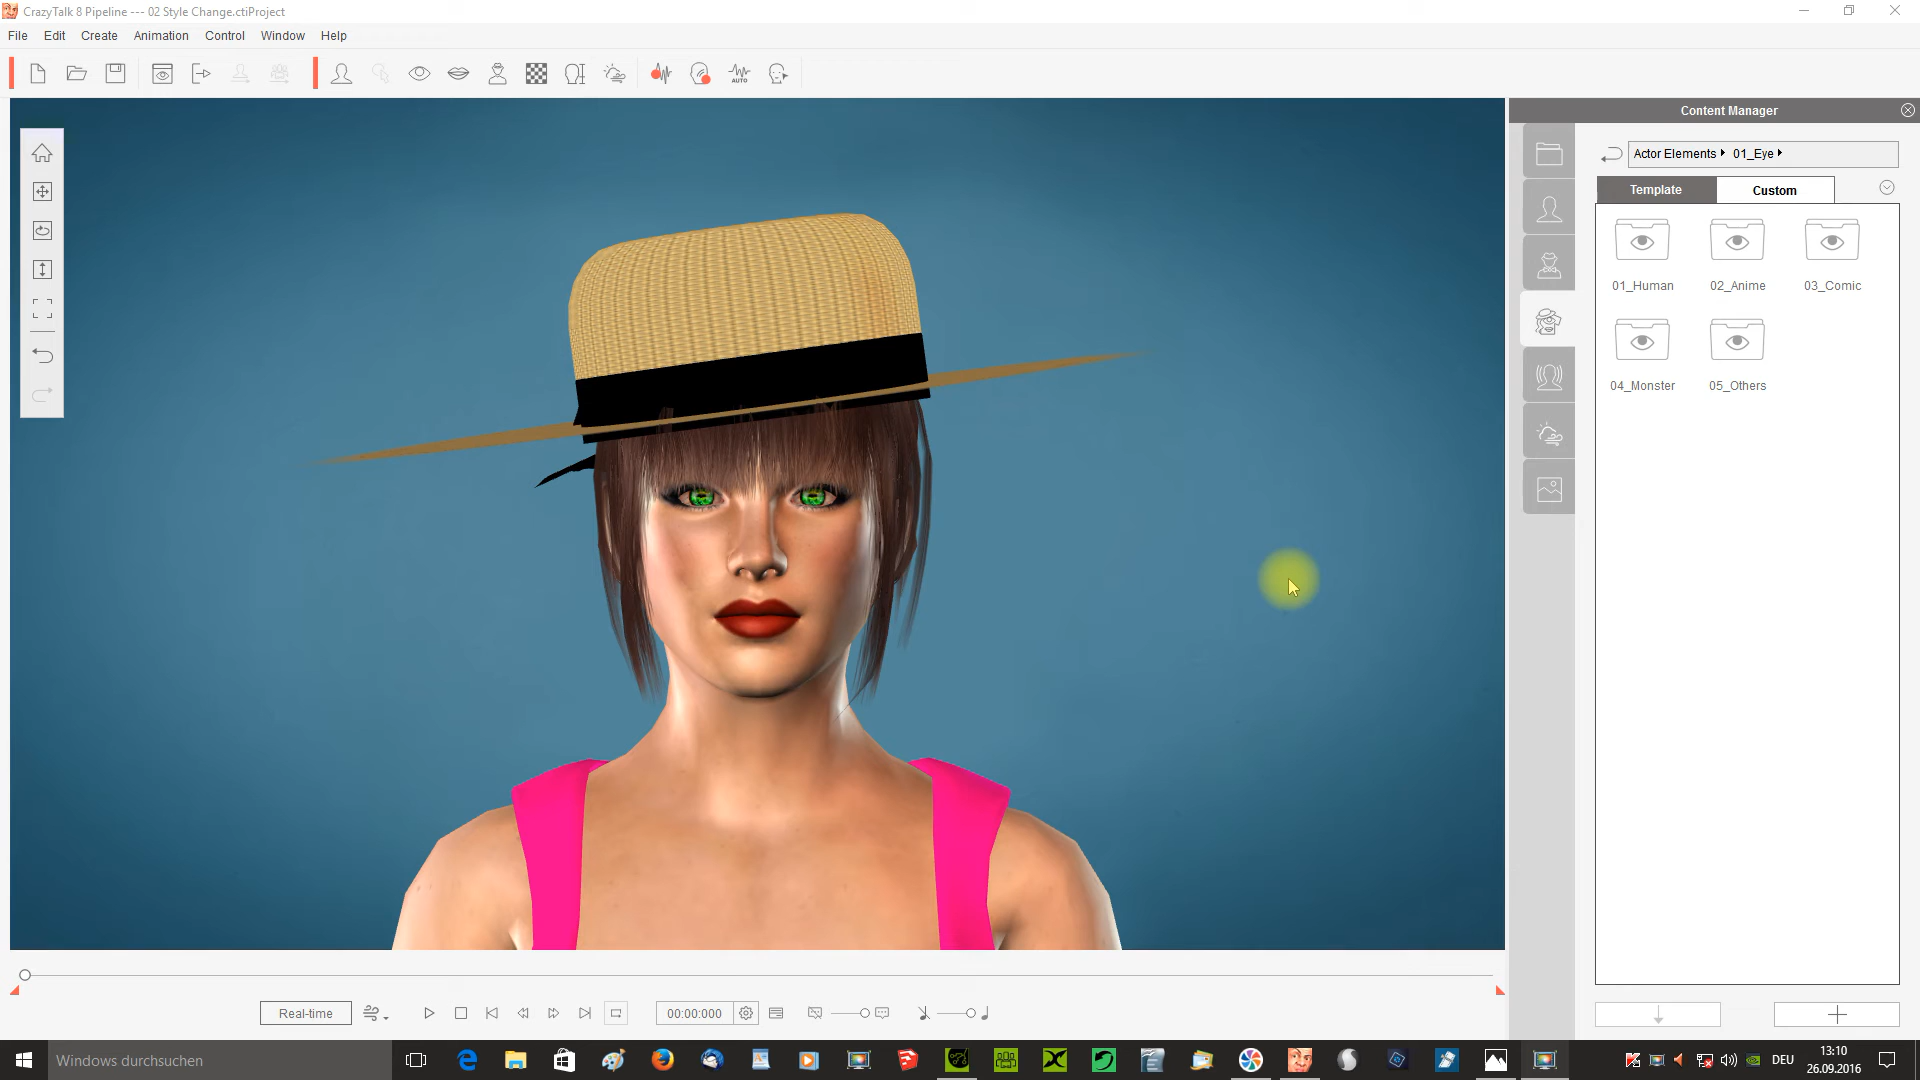 CrazyTalk 8 Pipeline --- 02 Style Change.ctiProject
File Edit Create Animation Control Window Help
Content Manager
Actor Elements 01_Eye
Template Custom
01_Human 02_Anime 03_Comic
04_Monster 05_Others
AUTO
Real-time 00:00:000
Windows durchsuchen
DEU
13:10
26.09.2016